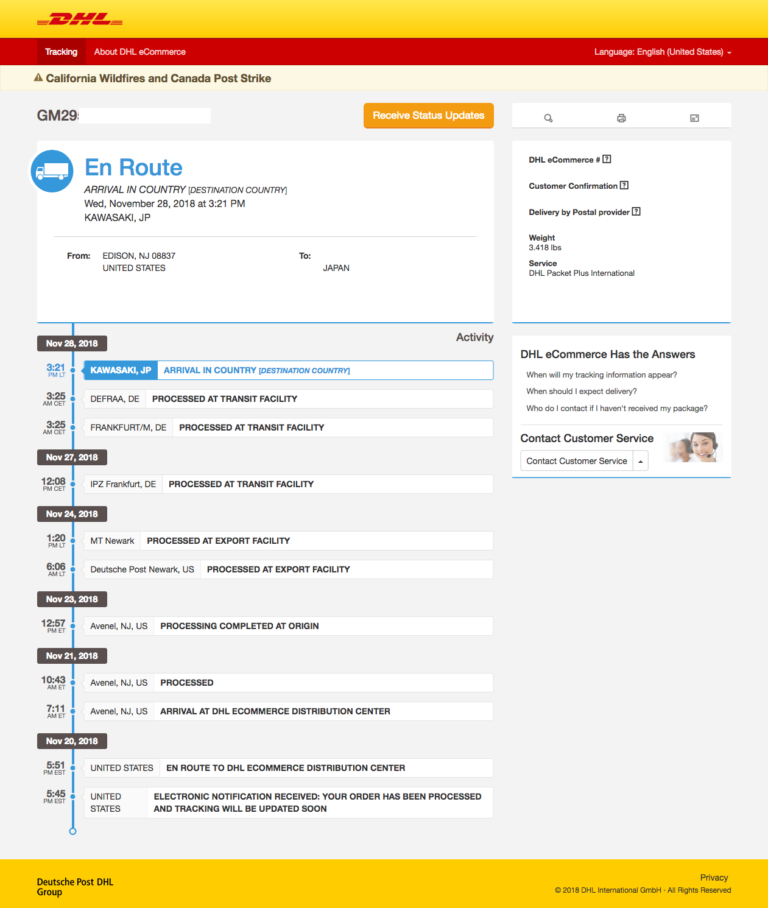 DHL
Tracking About DHL eCommerce Language: English (United States)
California Wildfires and Canada Post Strike
GM29
Receive Status Updates
En Route
ARRIVAL IN COUNTRY [DESTINATION COUNTRY]
Wed, November 28, 2018 at 3:21 PM
KAWASAKI, JP
From: EDISON, NJ 08837
UNITED STATES
To:
JAPAN
DHL eCommerce # ?
Customer Confirmation ?
Delivery by Postal provider ?
Weight
3.418 lbs
Service
DHL Packet Plus International
Activity
Nov 28, 2018
3:21 PM LT KAWASAKI, JP ARRIVAL IN COUNTRY [DESTINATION COUNTRY]
3:25 AM CET DEFRAA, DE PROCESSED AT TRANSIT FACILITY
3:25 AM CET FRANKFURT/M, DE PROCESSED AT TRANSIT FACILITY
Nov 27, 2018
12:08 PM CET IPZ Frankfurt, DE PROCESSED AT TRANSIT FACILITY
Nov 24, 2018
1:20 PM LT MT Newark PROCESSED AT EXPORT FACILITY
6:06 AM LT Deutsche Post Newark, US PROCESSED AT EXPORT FACILITY
Nov 23, 2018
12:57 PM ET Avenel, NJ, US PROCESSING COMPLETED AT ORIGIN
Nov 21, 2018
10:43 AM ET Avenel, NJ, US PROCESSED
7:11 AM ET Avenel, NJ, US ARRIVAL AT DHL ECOMMERCE DISTRIBUTION CENTER
Nov 20, 2018
5:51 PM EST UNITED STATES EN ROUTE TO DHL ECOMMERCE DISTRIBUTION CENTER
5:45 PM EST UNITED STATES ELECTRONIC NOTIFICATION RECEIVED: YOUR ORDER HAS BEEN PROCESSED
AND TRACKING WILL BE UPDATED SOON
DHL eCommerce Has the Answers
When will my tracking information appear?
When should I expect delivery?
Who do I contact if I haven't received my package?
Contact Customer Service
Contact Customer Service
Deutsche Post DHL
Group
Privacy
© 2018 DHL International GmbH - All Rights Reserved